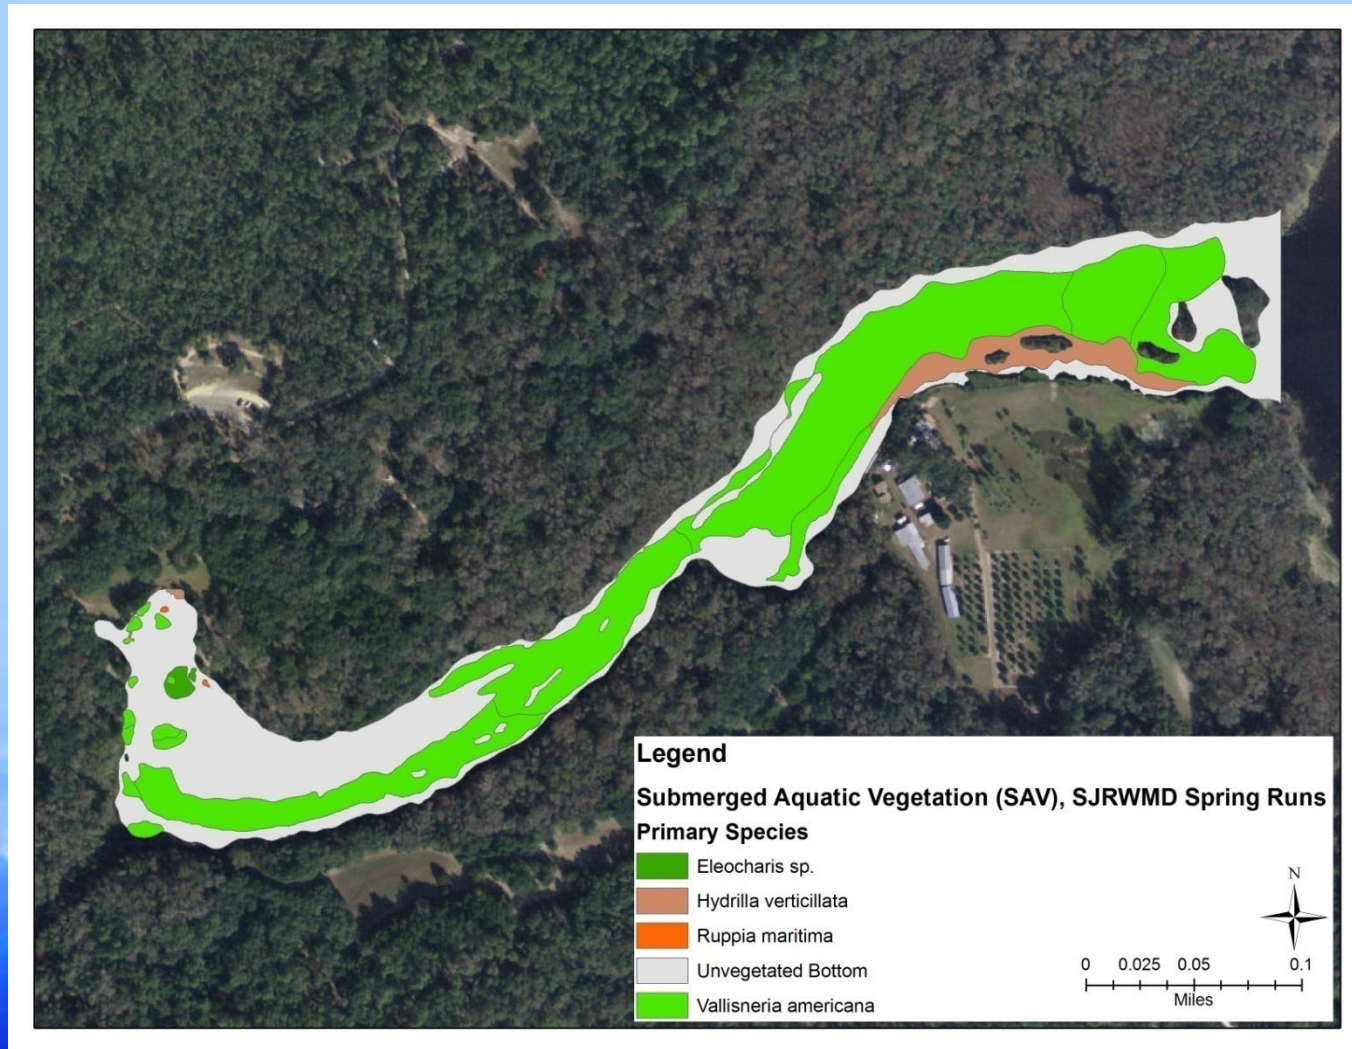 Legend
Submerged Aquatic Vegetation (SAV), SJRWMD Spring Runs
Primary Species
Eleocharis sp.
Hydrilla verticillata
Ruppia maritima
Unvegetated Bottom
Vallisneria americana
N
0 0.025 0.05 0.1
Miles